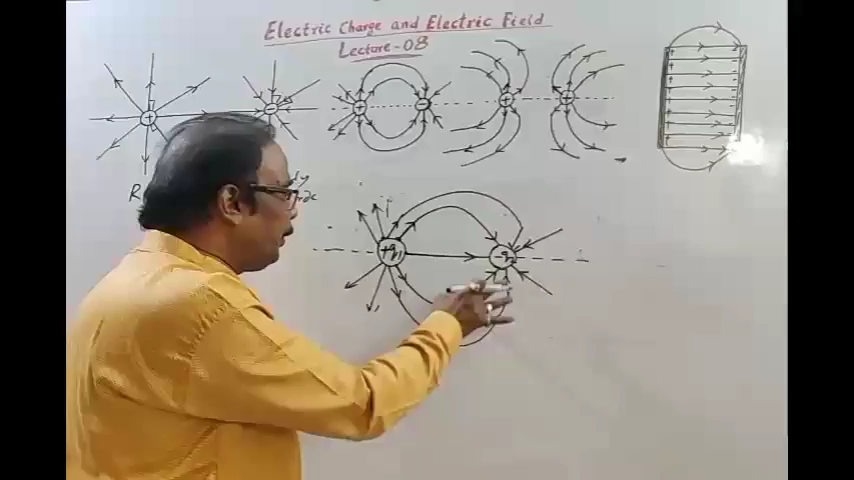 Electric Charge and Electric Field
Lecture-08
+ - + - + +
+q₁ -q₂